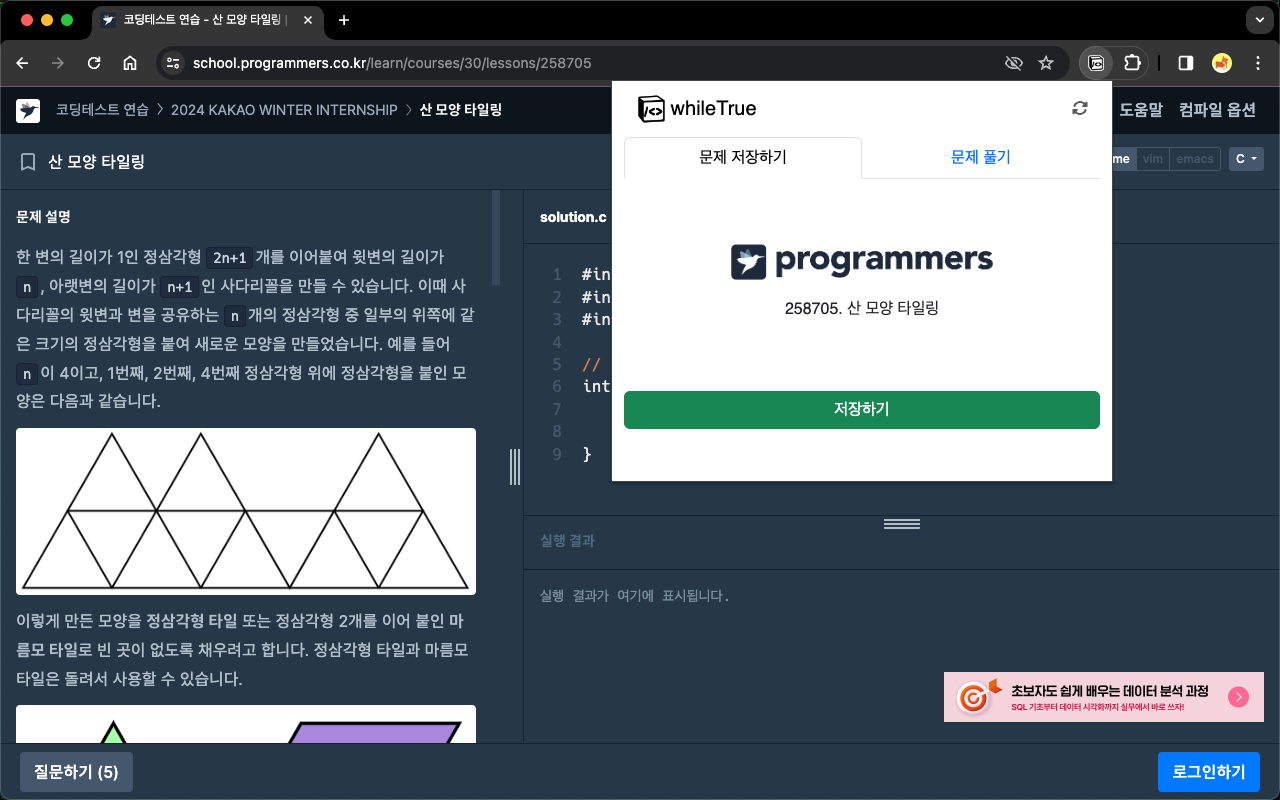 코딩테스트 연습 - 산 모양 타일링 |
school.programmers.co.kr/learn/courses/30/lessons/258705
코딩테스트 연습 > 2024 KAKAO WINTER INTERNSHIP > 산 모양 타일링
도움말 컴파일 옵션
산 모양 타일링
me vim emacs C
whileTrue
문제 저장하기 문제 풀기
programmers
258705. 산 모양 타일링
저장하기
문제 설명
한 변의 길이가 1인 정삼각형 2n+1 개를 이어붙여 윗변의 길이가
n , 아랫변의 길이가 n+1 인 사다리꼴을 만들 수 있습니다. 이때 사
다리꼴의 윗변과 변을 공유하는 n 개의 정삼각형 중 일부의 위쪽에 같
은 크기의 정삼각형을 붙여 새로운 모양을 만들었습니다. 예를 들어
n 이 4이고, 1번째, 2번째, 4번째 정삼각형 위에 정삼각형을 붙인 모
양은 다음과 같습니다.
이렇게 만든 모양을 정삼각형 타일 또는 정삼각형 2개를 이어 붙인 마
름모 타일로 빈 곳이 없도록 채우려고 합니다. 정삼각형 타일과 마름모
타일은 돌려서 사용할 수 있습니다.
solution.c
1 #in
2 #in
3 #in
4
5 //
6 int
7
8
9 }
실행 결과
실행 결과가 여기에 표시됩니다.
초보자도 쉽게 배우는 데이터 분석 과정
SQL 기초부터 데이터 시각화까지 실무에서 바로 쓰자!
질문하기 (5)
로그인하기